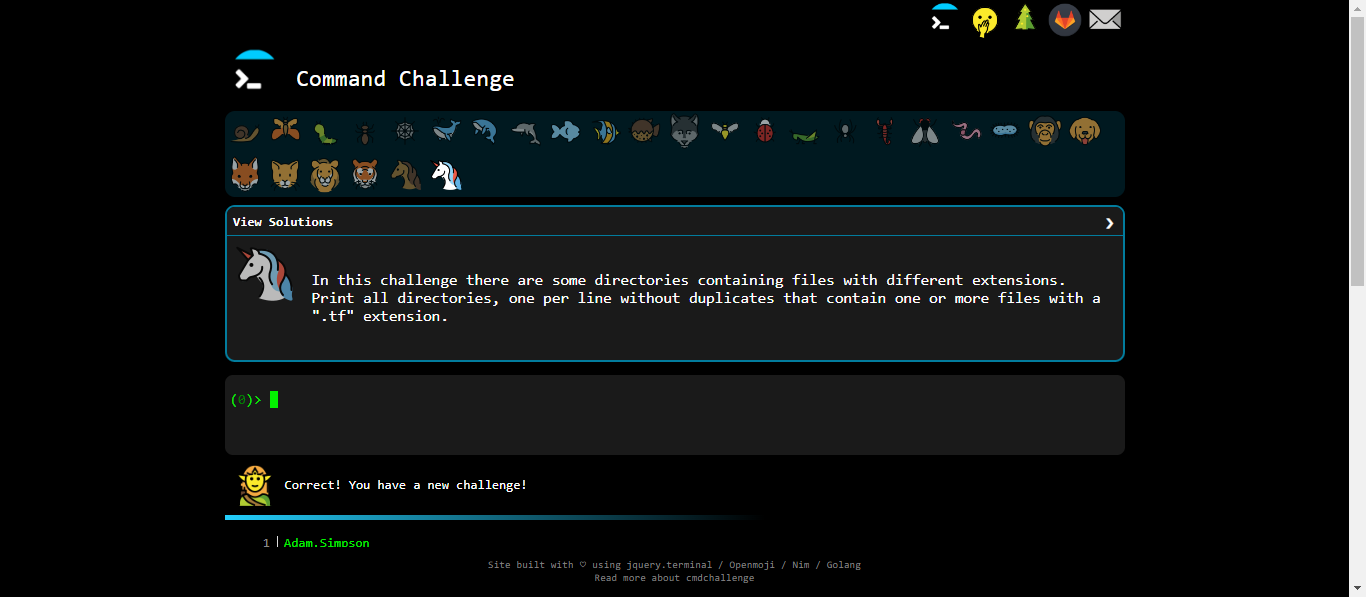 Command Challenge
View Solutions
In this challenge there are some directories containing files with different extensions.
Print all directories, one per line without duplicates that contain one or more files with a
".tf" extension.
(0)>
Correct! You have a new challenge!
1 Adam.Simpson
Site built with ♡ using jquery.terminal / Openmoji / Nim / Golang
Read more about cmdchallenge